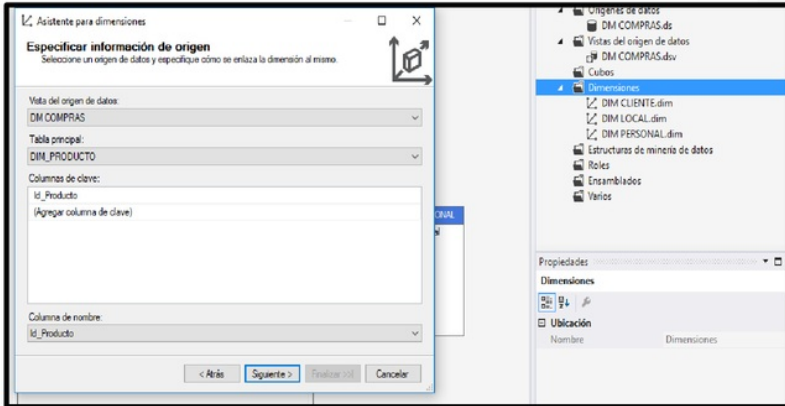 Asistente para dimensiones
Especificar información de origen
Seleccione un origen de datos y especifique cómo se enlaza la dimensión al mismo.
Vista del origen de datos:
DM COMPRAS
Tabla principal:
DIM_PRODUCTO
Columnas de clave:
Id_Producto
(Agregar columna de clave)
Columna de nombre:
Id_Producto
< Atrás
Siguiente >
Finalizar >>|
Cancelar
ONAL
Orígenes de datos
DM COMPRAS.ds
Vistas del origen de datos
DM COMPRAS.dsv
Cubos
Dimensiones
DIM CLIENTE.dim
DIM LOCAL.dim
DIM PERSONAL.dim
Estructuras de minería de datos
Roles
Ensamblados
Varios
Propiedades
Dimensiones
Ubicación
Nombre Dimensiones